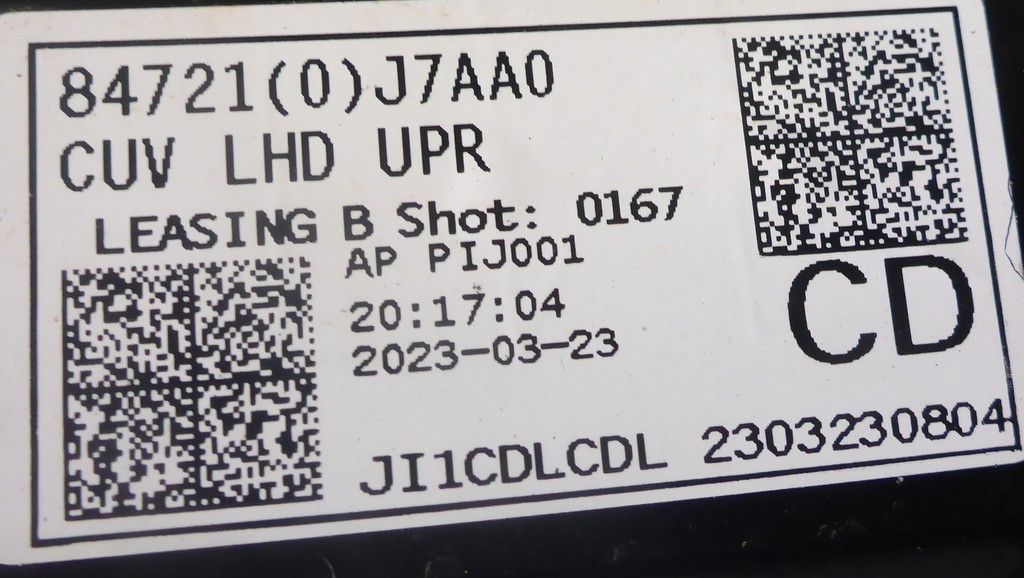 84721(0)J7AA0
CUV LHD UPR
LEASING B Shot: 0167
AP PIJ001
20:17:04
2023-03-23
CD
JI1CDLCDL 2303230804